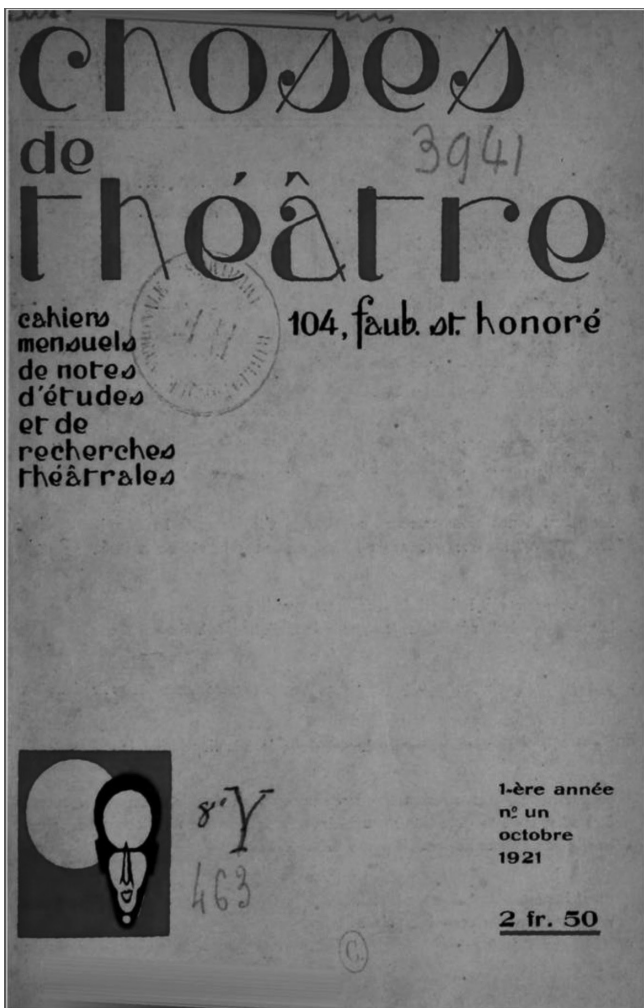 choses
de
théâtre
3941
cahiers
mensuels
de notes
d'études
et de
recherches
théâtrales
104, faub. st. honoré
8º Y
463
1-ère année
nº un
octobre
1921
2 fr. 50
C.